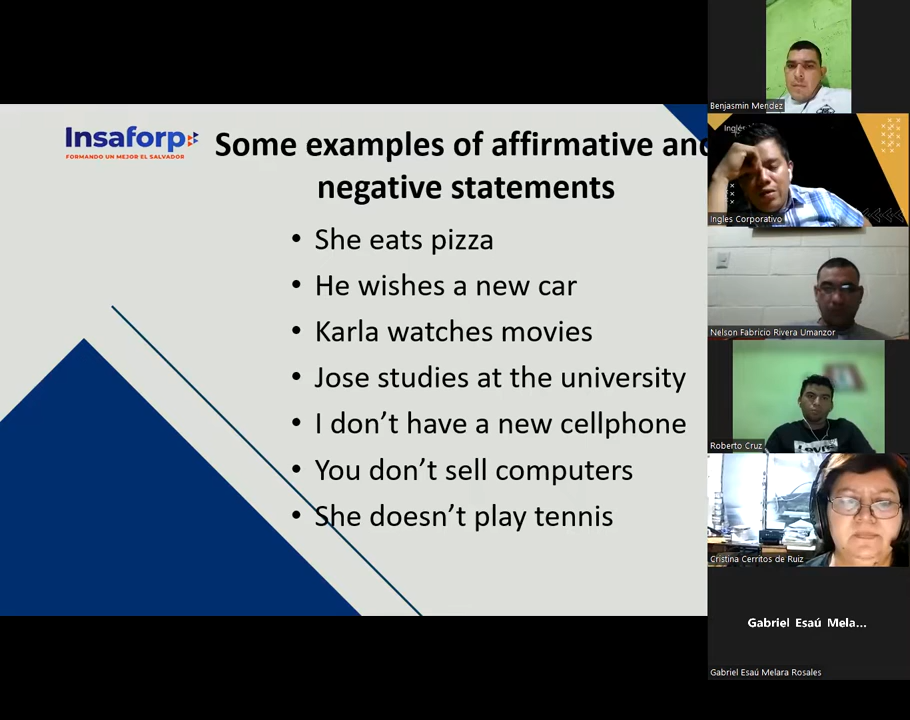 Insaforp
FORMANDO UN MEJOR EL SALVADOR
Some examples of affirmative and
negative statements
• She eats pizza
• He wishes a new car
• Karla watches movies
• Jose studies at the university
• I don't have a new cellphone
• You don't sell computers
• She doesn't play tennis
Benjasmin Mendez
Inglés
Ingles Corporativo
Nelson Fabricio Rivera Umanzor
Roberto Cruz
Cristina Cerritos de Ruiz
Gabriel Esaú Mela...
Gabriel Esaú Melara Rosales